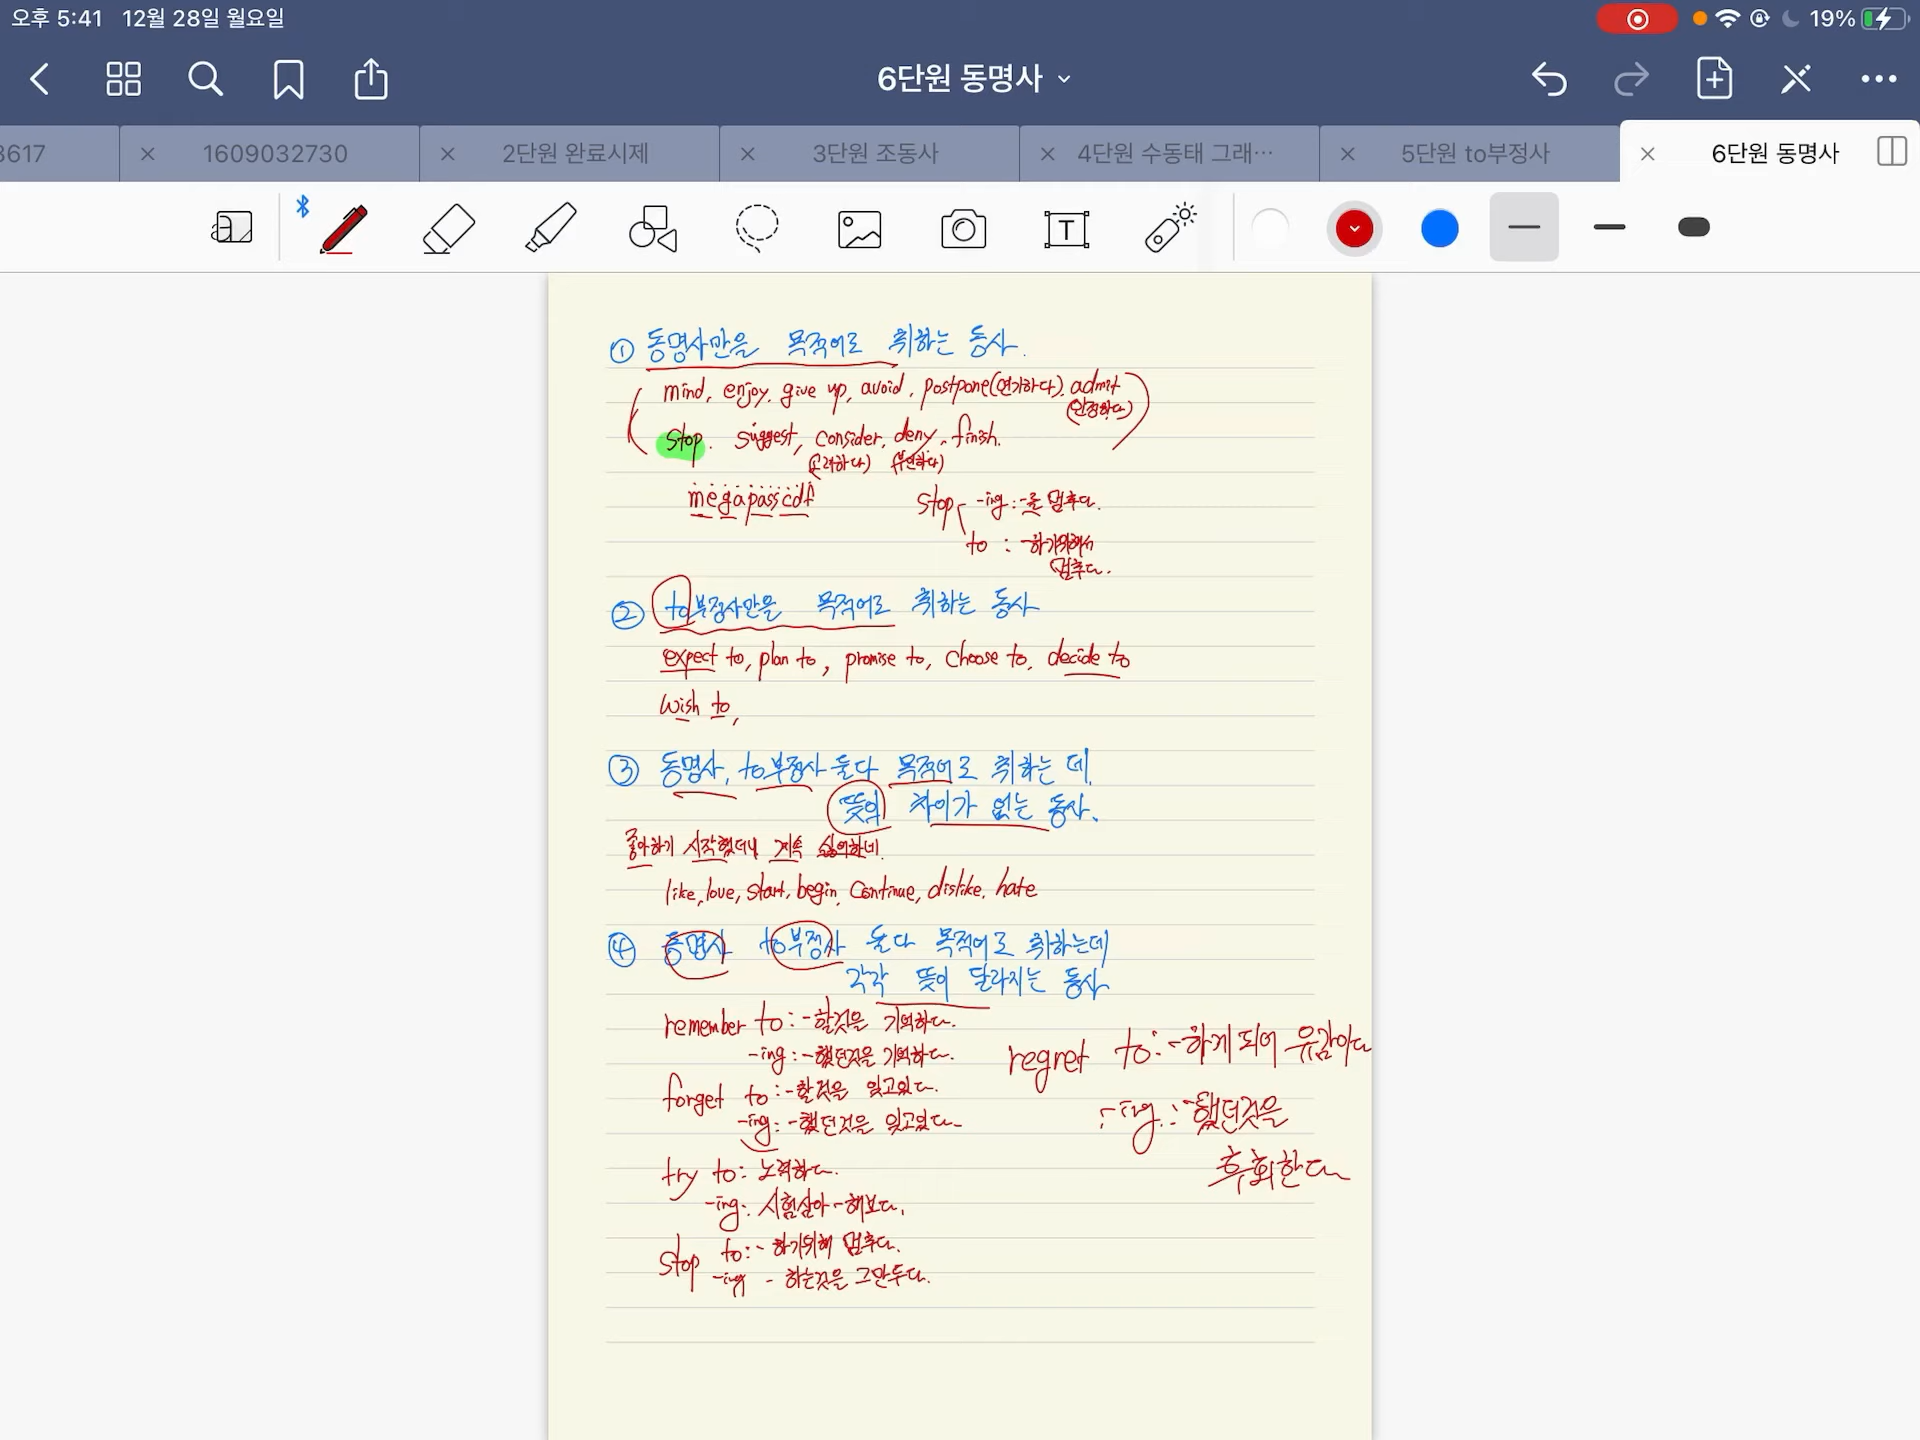 오후 5:41 12월 28일 월요일
19%
6단원 동명사
3617
1609032730
2단원 완료시제
3단원 조동사
4단원 수동태 그래…
5단원 to부정사
6단원 동명사
① 동명사만을 목적어로 취하는 동사.
mind, enjoy, give up, avoid, postpone(연기하다), admit
(인정하다)
stop, suggest, consider, deny, finish.
(고려하다) (부인하다)
megapasscdf
stop -ing : -를 멈추다.
to : -하기위해서
멈추다.
② to부정사만을 목적어로 취하는 동사
expect to, plan to, promise to, choose to, decide to
wish to,
③ 동명사, to부정사 둘다 목적어로 취하는 데
뜻의 차이가 없는 동사.
좋아하기 시작했더니 계속 싫어하네.
like, love, start, begin, continue, dislike, hate
④ 동명사 to부정사 둘다 목적어로 취하는데
각각 뜻이 달라지는 동사
remember to : -할것을 기억하다.
-ing : -했던것을 기억하다.
forget to : -할것을 잊고있다.
-ing : -했던것을 잊고있다.
try to : 노력하다.
-ing : 시험삼아 -해보다.
stop to : - 하기위해 멈추다.
-ing - 하는것을 그만두다.
regret to : -하게 되어 유감이다
-ing : -했던것을
후회한다